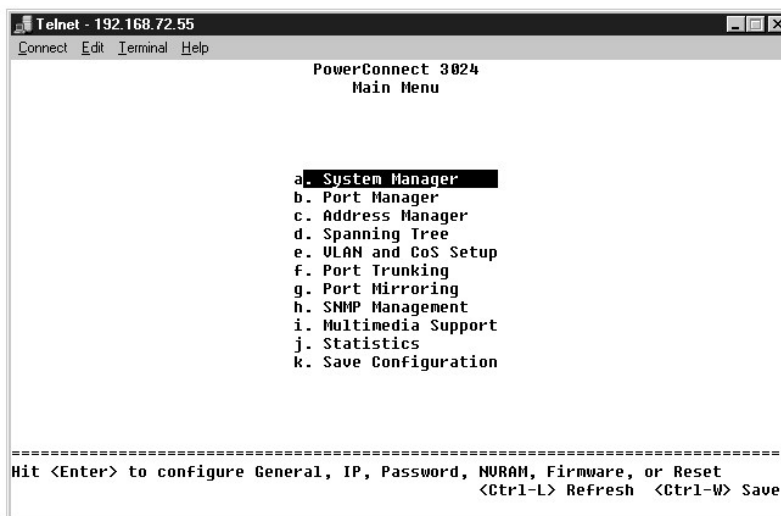 Telnet - 192.168.72.55
Connect Edit Terminal Help
PowerConnect 3024
Main Menu
a. System Manager
b. Port Manager
c. Address Manager
d. Spanning Tree
e. VLAN and CoS Setup
f. Port Trunking
g. Port Mirroring
h. SNMP Management
i. Multimedia Support
j. Statistics
k. Save Configuration
================================================================================
Hit <Enter> to configure General, IP, Password, NVRAM, Firmware, or Reset
<Ctrl-L> Refresh <Ctrl-W> Save